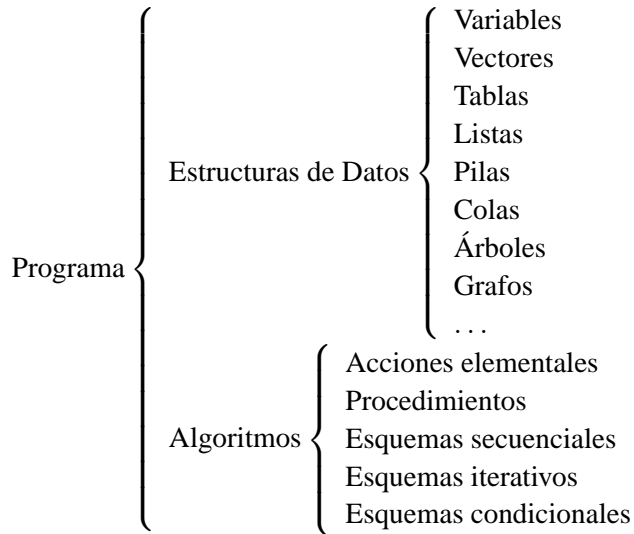 Variables
Vectores
Tablas
Listas
Estructuras de Datos
Pilas
Colas
Árboles
Programa
Grafos
. . .
Acciones elementales
Procedimientos
Algoritmos
Esquemas secuenciales
Esquemas iterativos
Esquemas condicionales